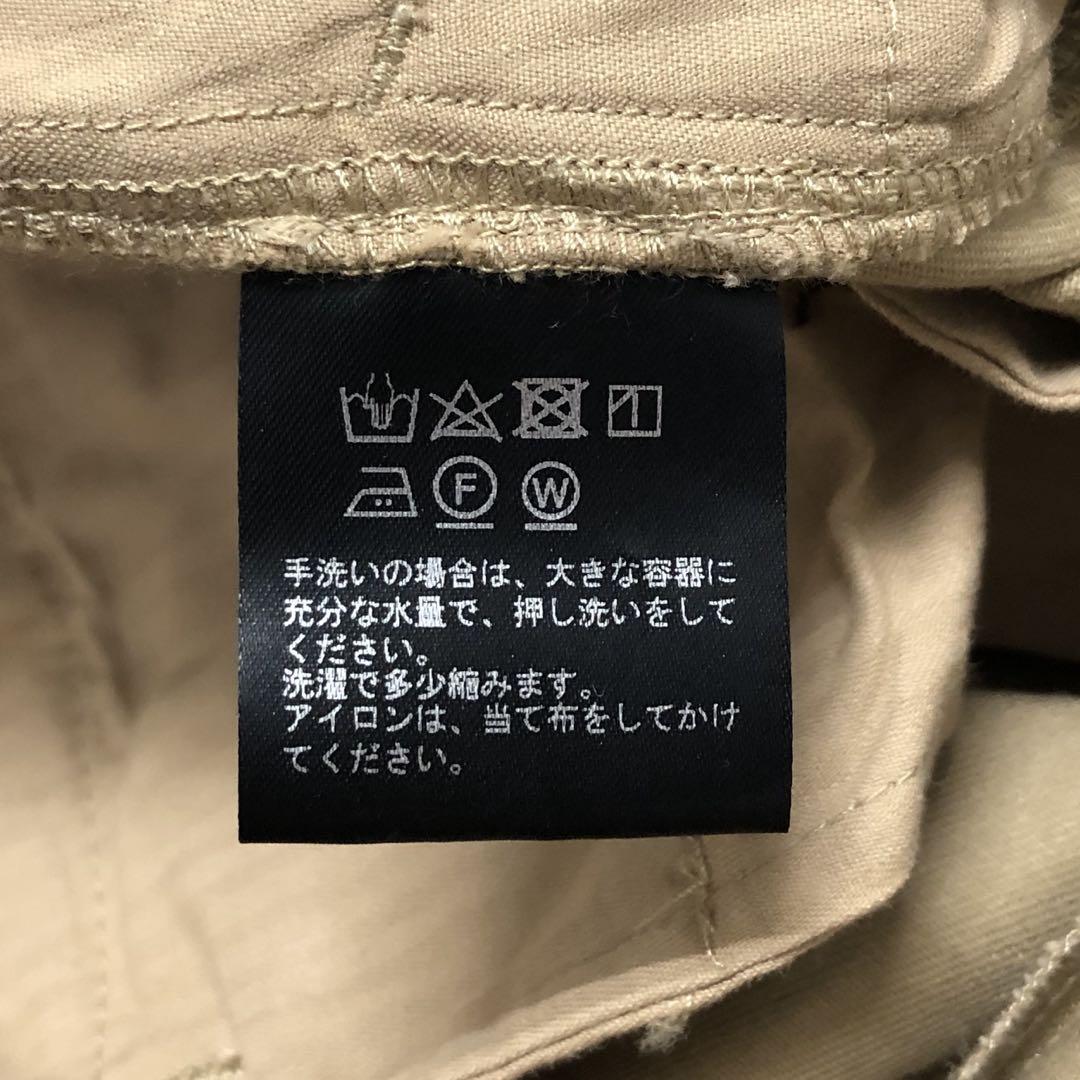 F W
手洗いの場合は、大きな容器に
充分な水量で、押し洗いをして
ください。
洗濯で多少縮みます。
アイロンは、当て布をしてかけ
てください。